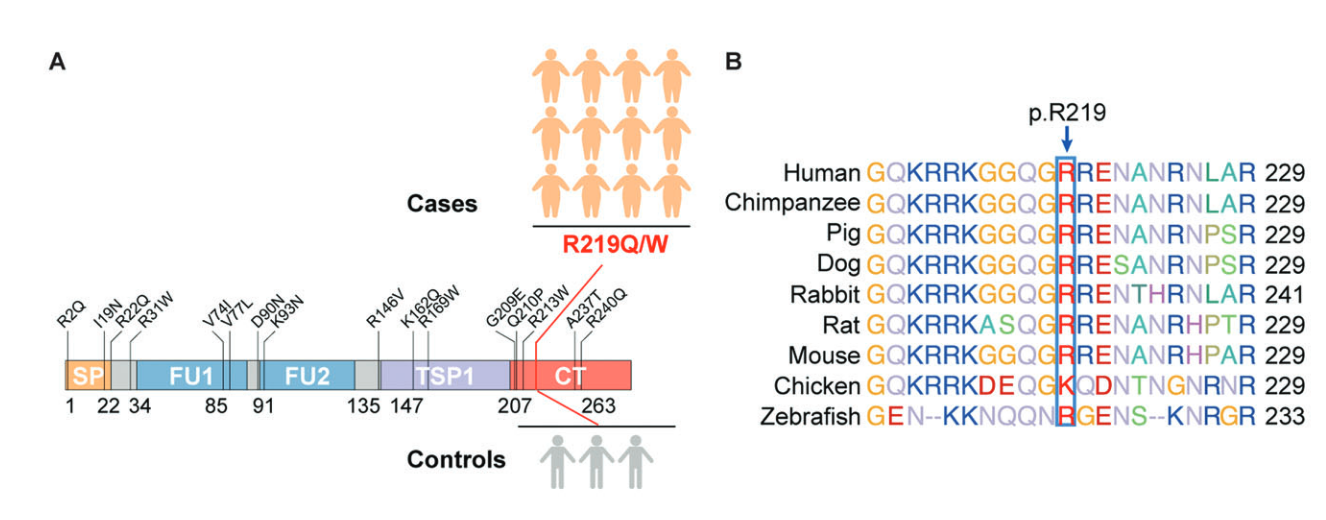 A
Cases
R219Q/W
R2Q I19N R22Q R31W V74I V77L D90N K93N R146V K162Q R169W G209E Q210P R213W A237T R240Q
SP FU1 FU2 TSP1 CT
1 22 34 85 91 135 147 207 263
Controls
B
p.R219
Human GQKRRKGGQGRRENANRNLAR 229
Chimpanzee GQKRRKGGQGRRENANRNLAR 229
Pig GQKRRKGGQGRRENANRNPSR 229
Dog GQKRRKGGQGRRESANRNPSR 229
Rabbit GQKRRKGGQGRRENTHRNLAR 241
Rat GQKRRKASQGRRENANRHPTR 229
Mouse GQKRRKGGQGRRENANRHPAR 229
Chicken GQKRRKDEQGKQDNTNGNRNR 229
Zebrafish GEN--KKNQQNRGENS--KNRGR 233